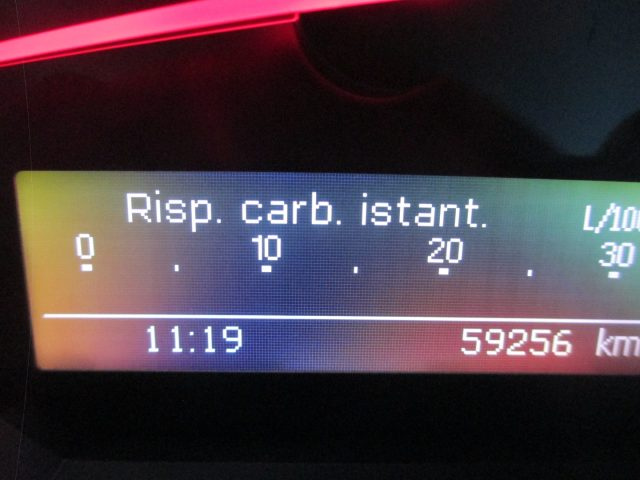 Risp. carb. istant.
L/100
0 10 20 30
11:19 59256 km